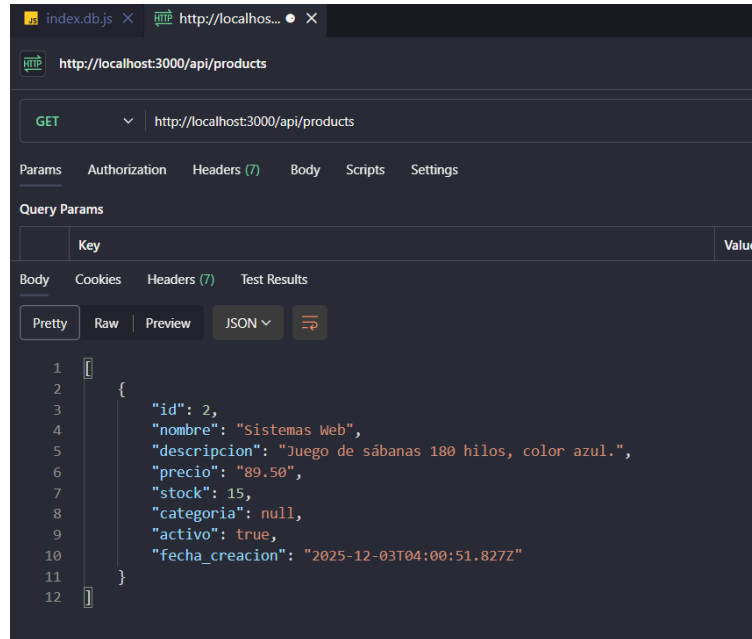 JS index.db.js
HTTP http://localhos...
HTTP http://localhost:3000/api/products
GET http://localhost:3000/api/products
Params Authorization Headers (7) Body Scripts Settings
Query Params
Key Valu
Body Cookies Headers (7) Test Results
Pretty Raw Preview JSON
1 [
2 {
3 "id": 2,
4 "nombre": "Sistemas Web",
5 "descripcion": "Juego de sábanas 180 hilos, color azul.",
6 "precio": "89.50",
7 "stock": 15,
8 "categoria": null,
9 "activo": true,
10 "fecha_creacion": "2025-12-03T04:00:51.827Z"
11 }
12 ]